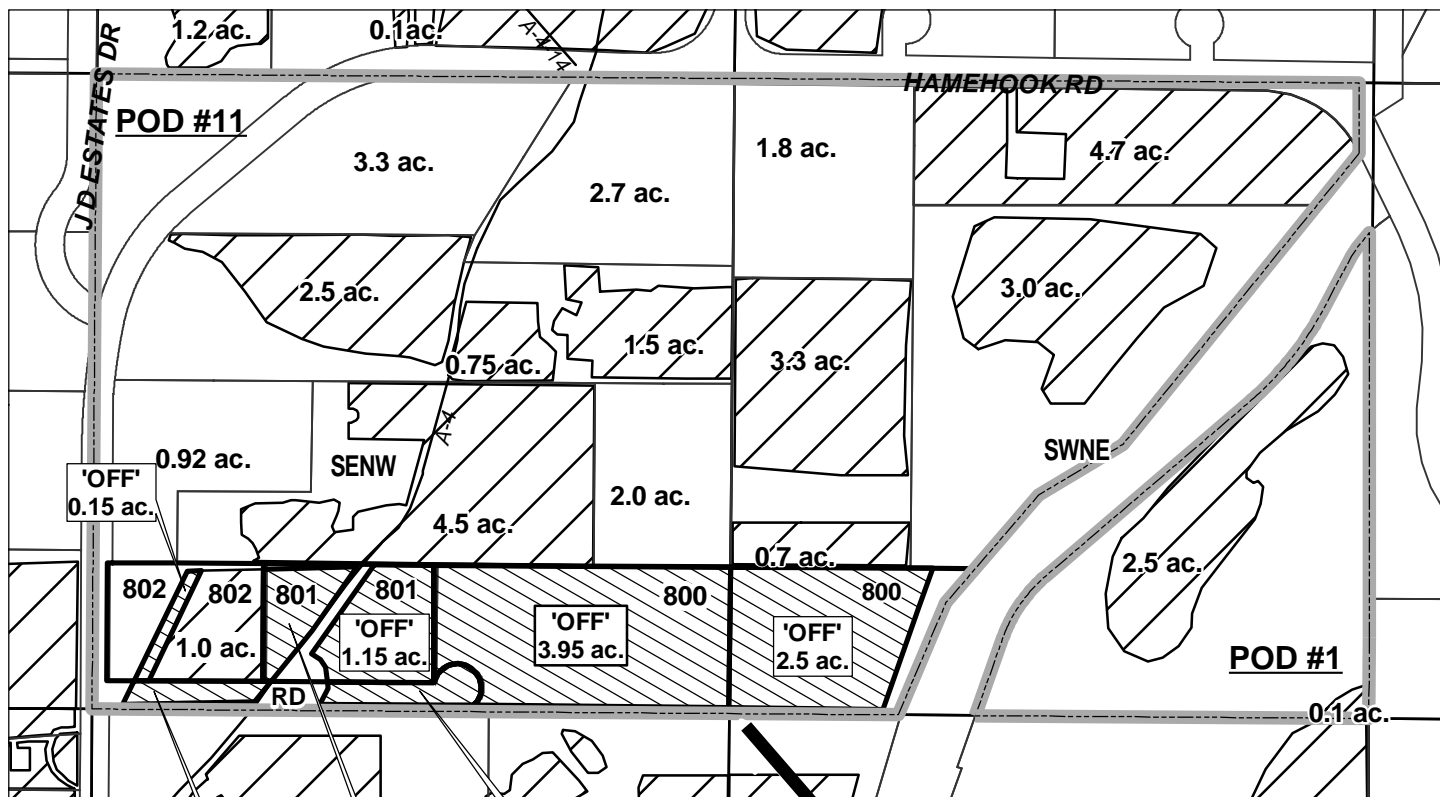 1.2 ac.
0.1 ac.
A-4-14
J D ESTATES DR
HAMEHOOK RD
POD #11
3.3 ac.
2.7 ac.
1.8 ac.
4.7 ac.
2.5 ac.
0.75 ac.
1.5 ac.
3.3 ac.
3.0 ac.
A-4
0.92 ac.
SENW
SWNE
'OFF'
0.15 ac.
4.5 ac.
2.0 ac.
0.7 ac.
2.5 ac.
802
802
801
801
800
800
1.0 ac.
'OFF'
1.15 ac.
'OFF'
3.95 ac.
'OFF'
2.5 ac.
POD #1
RD
0.1 ac.